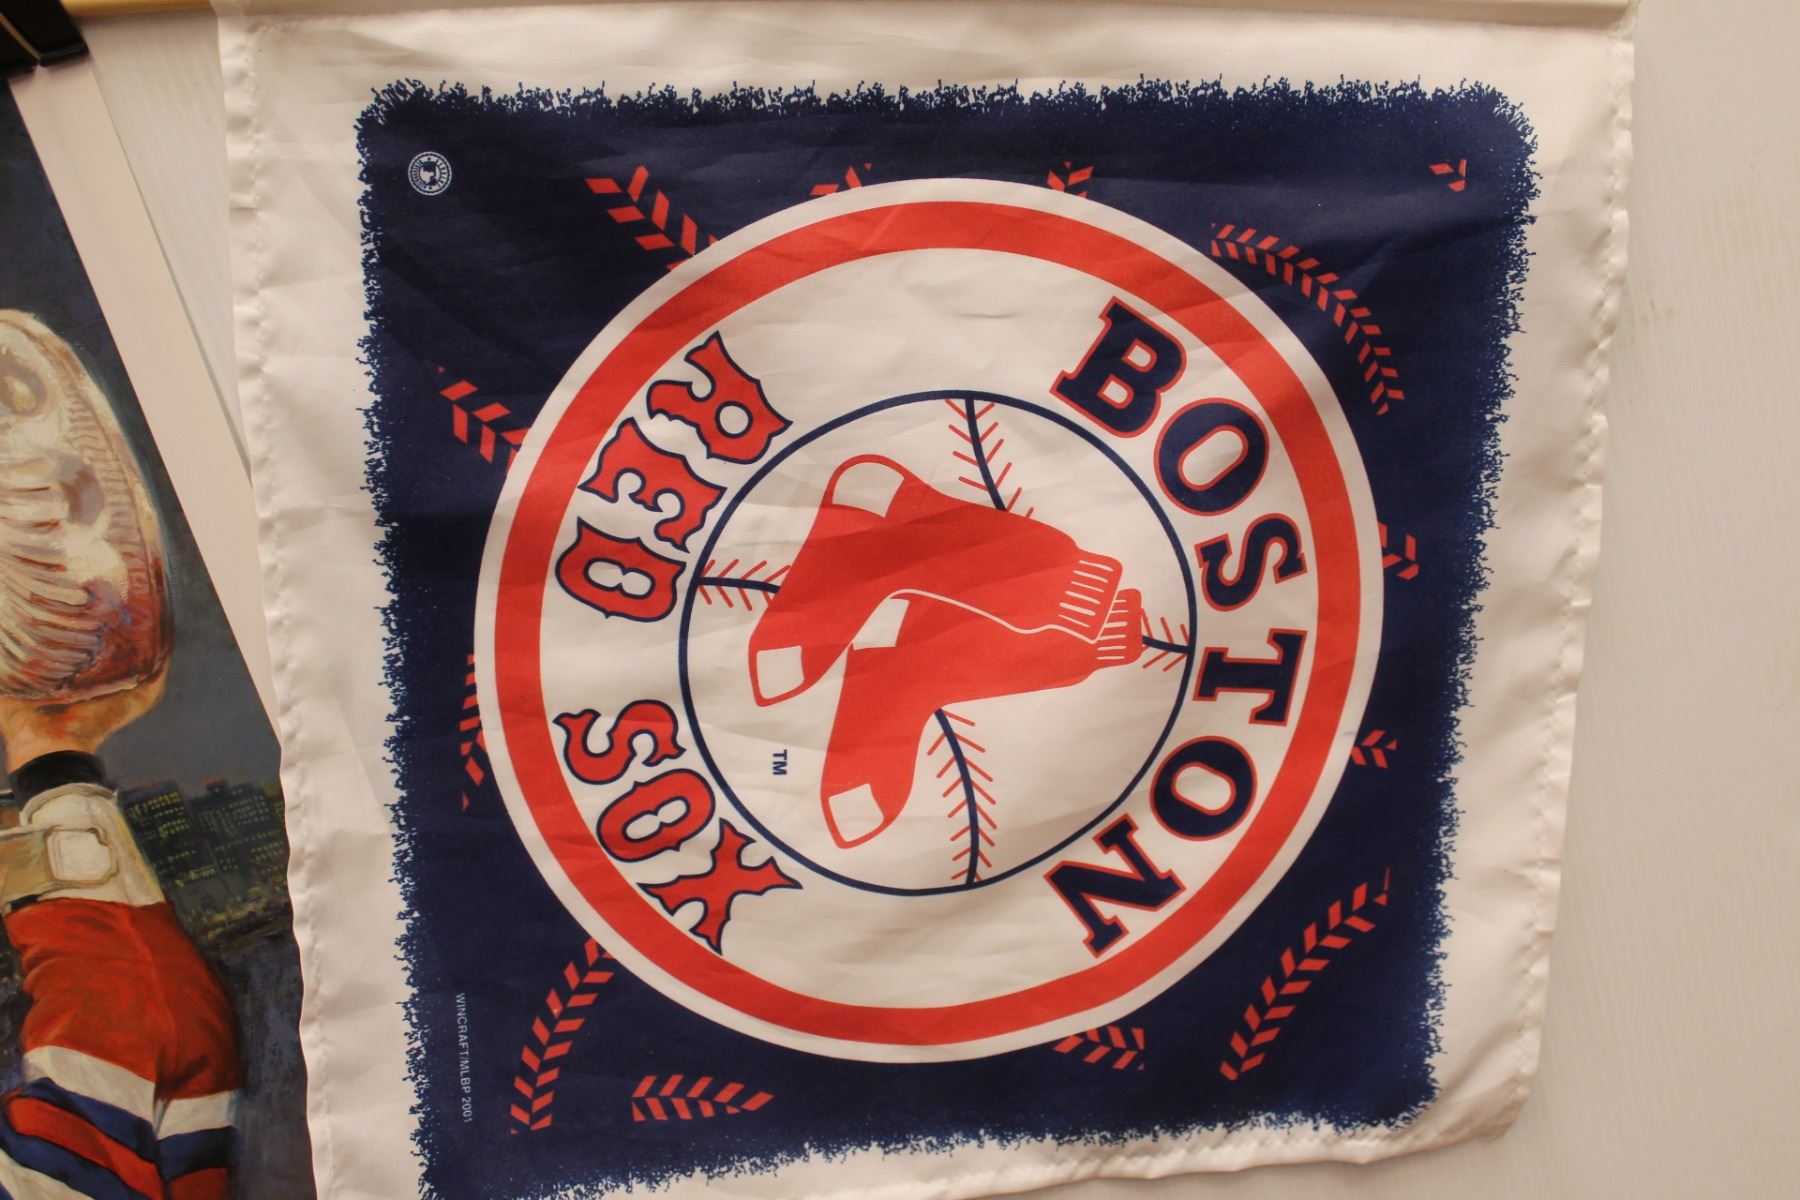 BOSTON
RED SOX
TM
WINCRAFT/MLBP 2001